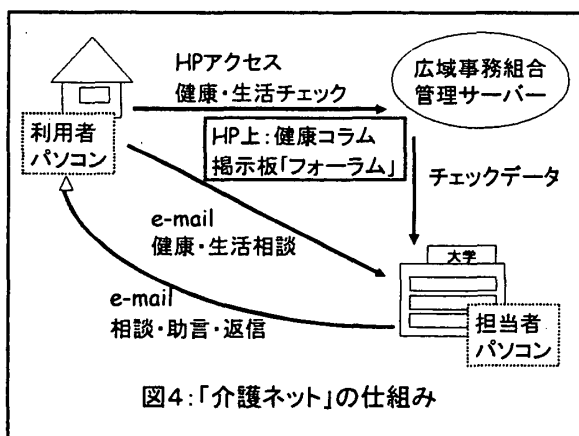 HPアクセス
健康・生活チェック
広域事務組合
管理サーバー
利用者
パソコン
HP上:健康コラム
掲示板「フォーラム」
チェックデータ
e-mail
健康・生活相談
大学
e-mail
相談・助言・返信
担当者
パソコン
図4:「介護ネット」の仕組み